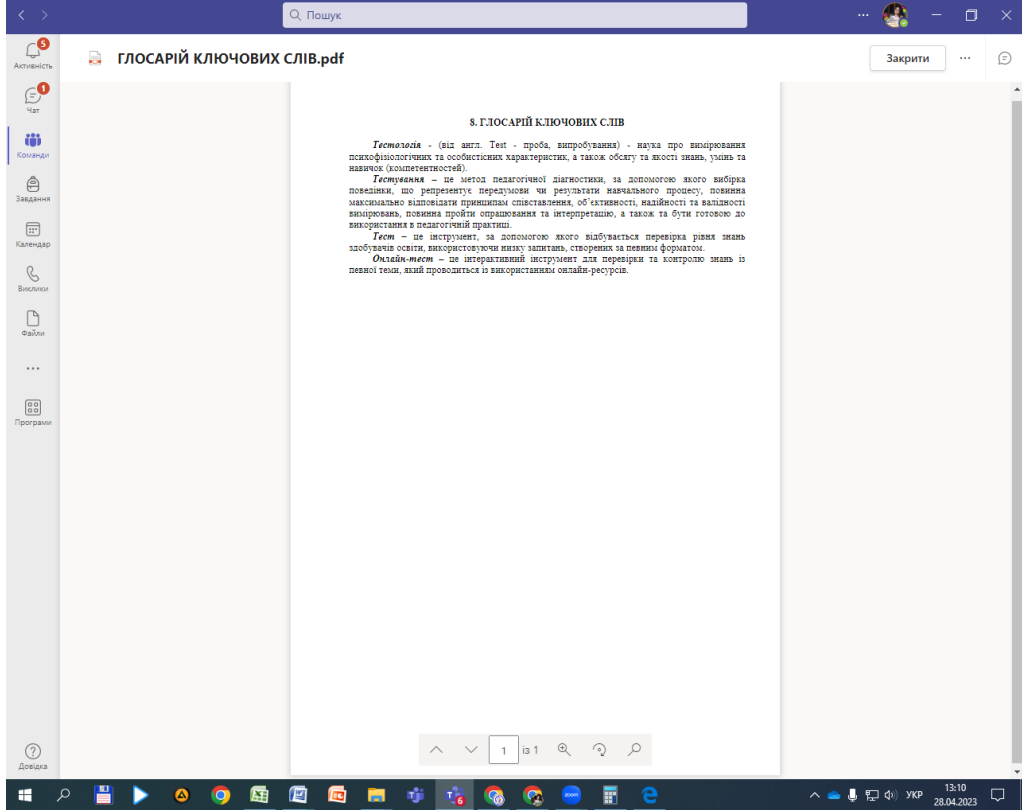 Пошук
ГЛОСАРІЙ КЛЮЧОВИХ СЛІВ.pdf
Закрити
5
Активність
1
Чат
Команди
Завдання
Календар
Виклики
Файли
Програми
Довідка
8. ГЛОСАРІЙ КЛЮЧОВИХ СЛІВ
Тестологія - (від англ. Test - проба, випробування) - наука про вимірювання
психофізіологічних та особистісних характеристик, а також обсягу та якості знань, умінь та
навичок (компетентностей).
Тестування – це метод педагогічної діагностики, за допомогою якого вибірка
поведінки, що репрезентує передумови чи результати навчального процесу, повинна
максимально відповідати принципам співставлення, об’єктивності, надійності та валідності
вимірювань, повинна пройти опрацювання та інтерпретацію, а також та бути готовою до
використання в педагогічній практиці.
Тест – це інструмент, за допомогою якого відбувається перевірка рівня знань
здобувачів освіти, використовуючи низку запитань, створених за певним форматом.
Онлайн-тест – це інтерактивний інструмент для перевірки та контролю знань із
певної теми, який проводиться із використанням онлайн-ресурсів.
1 із 1
6
zoom
УКР
13:10
28.04.2023